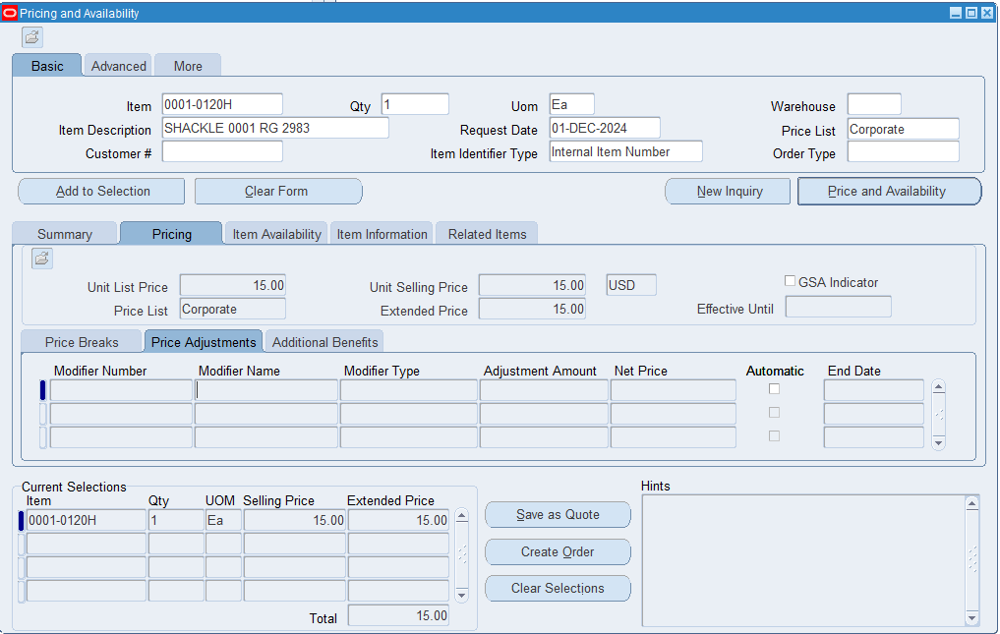 Pricing and Availability
Basic Advanced More
Item 0001-0120H Qty 1 Uom Ea Warehouse
Item Description SHACKLE 0001 RG 2983 Request Date 01-DEC-2024 Price List Corporate
Customer # Item Identifier Type Internal Item Number Order Type
Add to Selection Clear Form New Inquiry Price and Availability
Summary Pricing Item Availability Item Information Related Items
Unit List Price 15.00 Unit Selling Price 15.00 USD GSA Indicator
Price List Corporate Extended Price 15.00 Effective Until
Price Breaks Price Adjustments Additional Benefits
Modifier Number Modifier Name Modifier Type Adjustment Amount Net Price Automatic End Date
Current Selections Hints
Item Qty UOM Selling Price Extended Price
0001-0120H 1 Ea 15.00 15.00 Save as Quote
Create Order
Clear Selections
Total 15.00